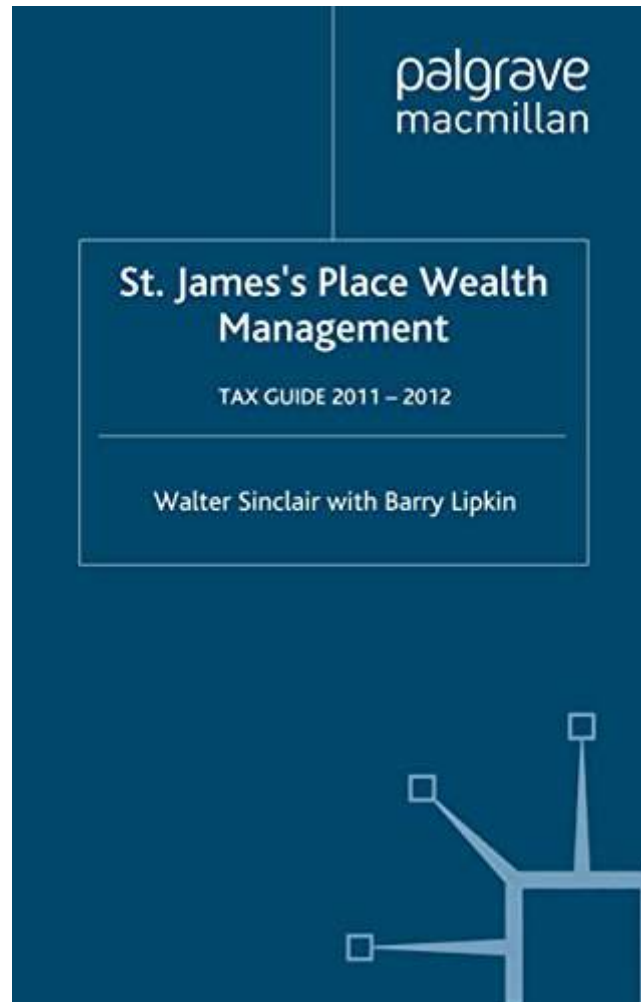 palgrave
macmillan
St. James's Place Wealth
Management
TAX GUIDE 2011 – 2012
Walter Sinclair with Barry Lipkin